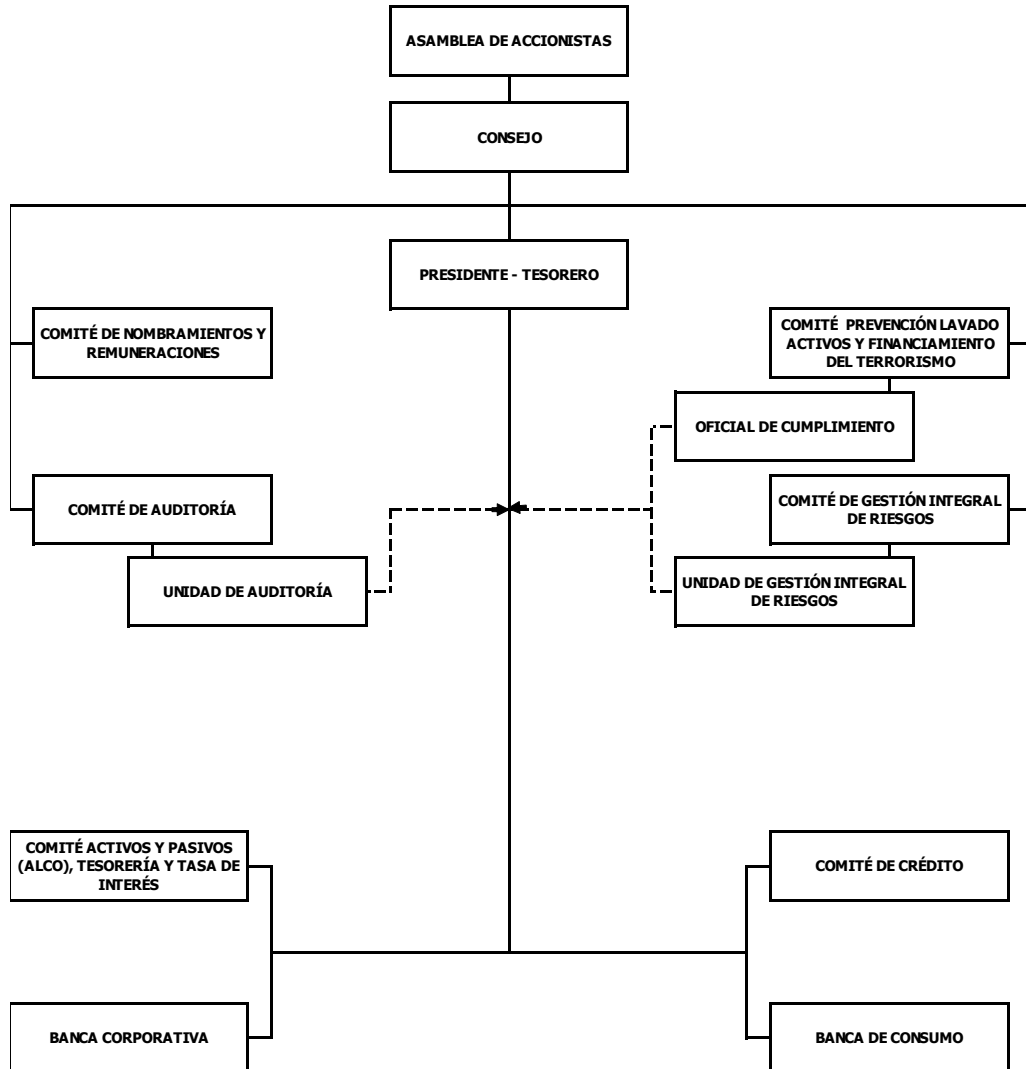 ASAMBLEA DE ACCIONISTAS
CONSEJO
PRESIDENTE - TESORERO
COMITÉ DE NOMBRAMIENTOS Y
REMUNERACIONES
COMITÉ PREVENCIÓN LAVADO
ACTIVOS Y FINANCIAMIENTO
DEL TERRORISMO
OFICIAL DE CUMPLIMIENTO
COMITÉ DE AUDITORÍA
COMITÉ DE GESTIÓN INTEGRAL
DE RIESGOS
UNIDAD DE AUDITORÍA
UNIDAD DE GESTIÓN INTEGRAL
DE RIESGOS
COMITÉ ACTIVOS Y PASIVOS
(ALCO), TESORERÍA Y TASA DE
INTERÉS
COMITÉ DE CRÉDITO
BANCA CORPORATIVA
BANCA DE CONSUMO